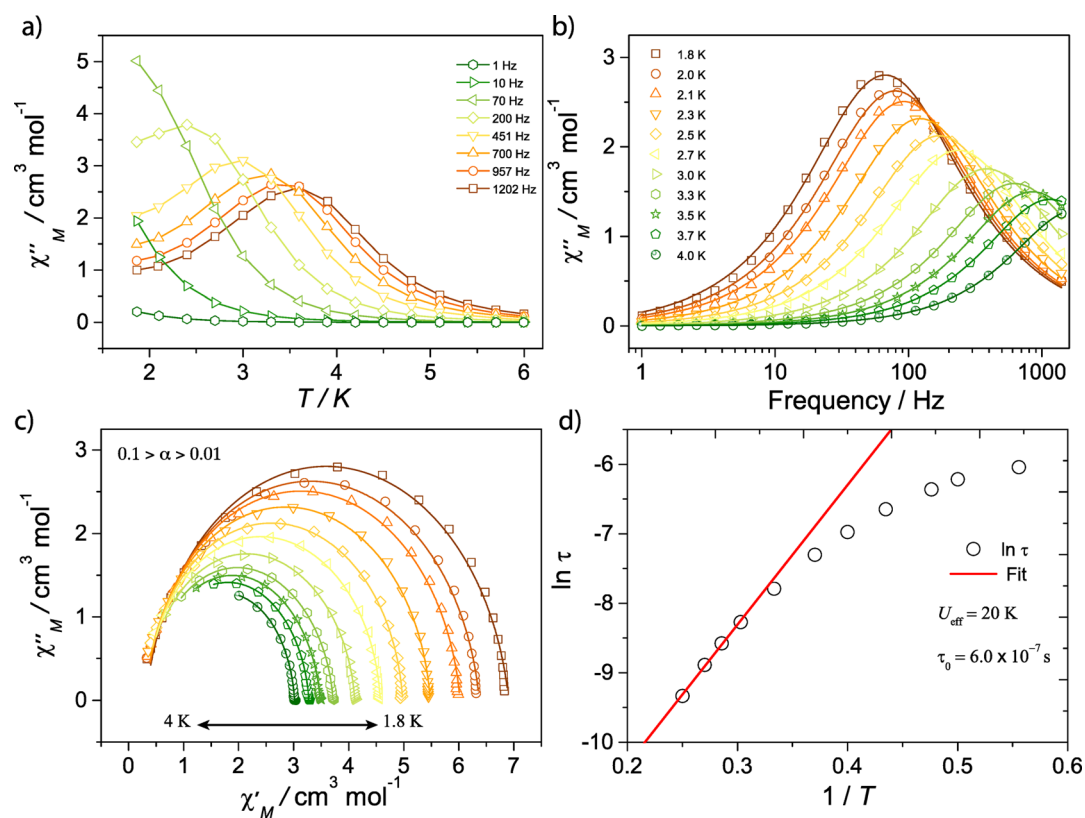 a)
χ″M / cm³ mol⁻¹
5
4
3
2
1
0
1 Hz
10 Hz
70 Hz
200 Hz
451 Hz
700 Hz
957 Hz
1202 Hz
2 3 4 5 6
T / K
b)
χ″M / cm³ mol⁻¹
3
2
1
0
1.8 K
2.0 K
2.1 K
2.3 K
2.5 K
2.7 K
3.0 K
3.3 K
3.5 K
3.7 K
4.0 K
1 10 100 1000
Frequency / Hz
c)
χ″M / cm³ mol⁻¹
3
2
1
0
0.1 > α > 0.01
4 K 1.8 K
0 1 2 3 4 5 6 7
χ′M / cm³ mol⁻¹
d)
ln τ
-6
-7
-8
-9
-10
ln τ
Fit
Ueff = 20 K
τ0 = 6.0 x 10⁻⁷ s
0.2 0.3 0.4 0.5 0.6
1 / T